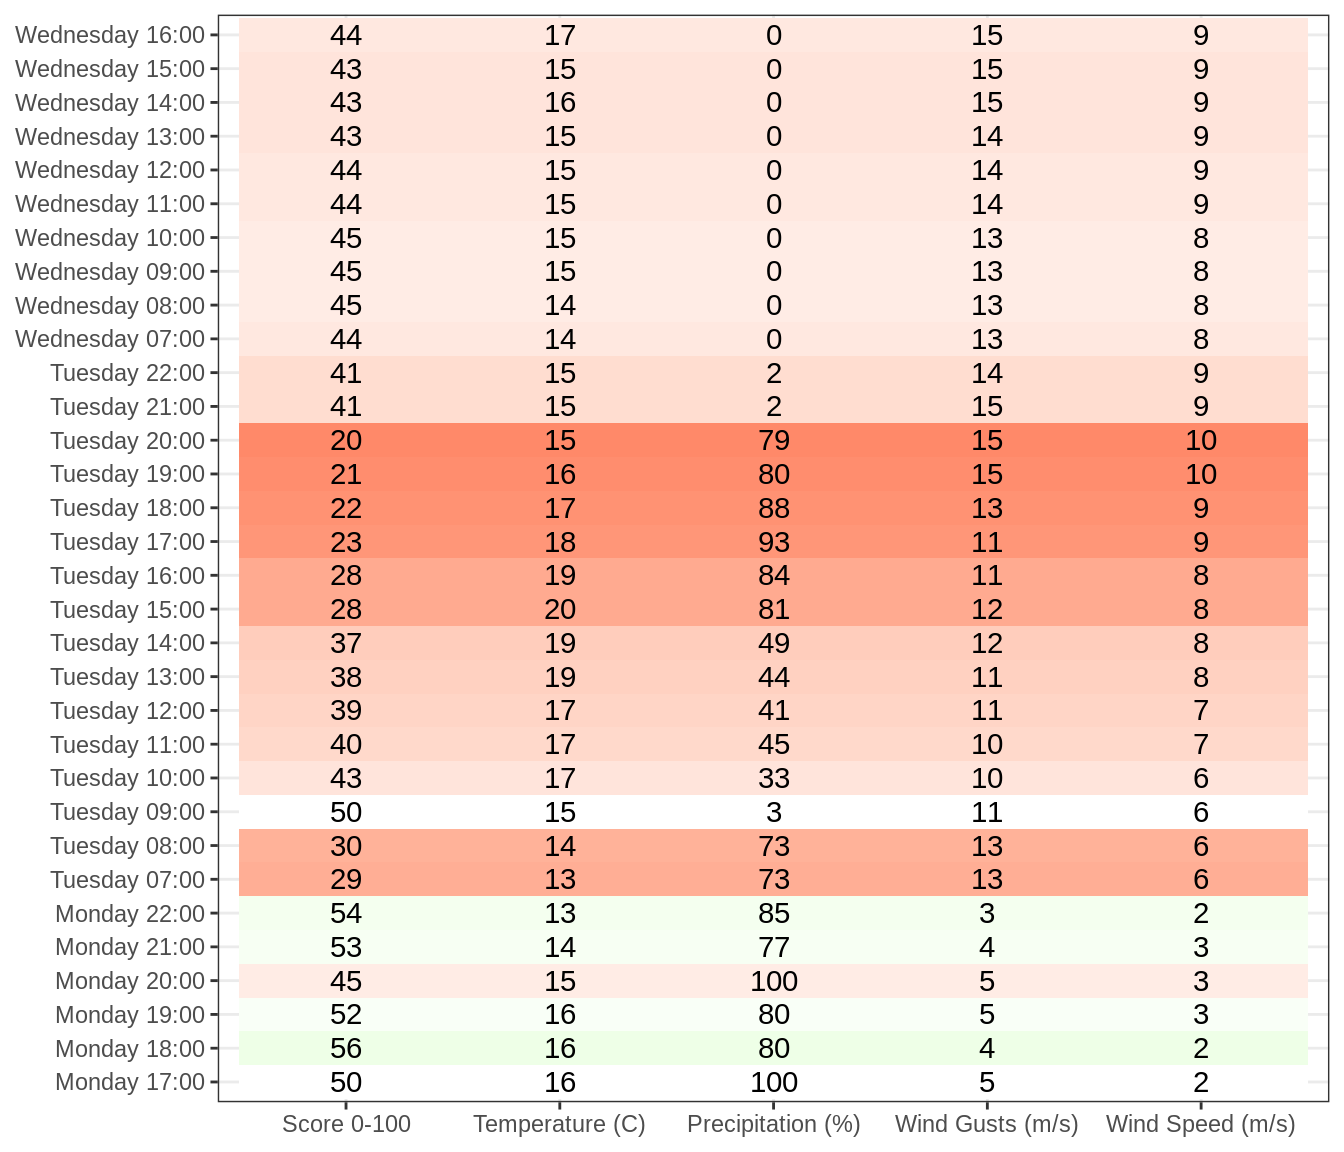 Wednesday 16:00 44 17 0 15 9
Wednesday 15:00 43 15 0 15 9
Wednesday 14:00 43 16 0 15 9
Wednesday 13:00 43 15 0 14 9
Wednesday 12:00 44 15 0 14 9
Wednesday 11:00 44 15 0 14 9
Wednesday 10:00 45 15 0 13 8
Wednesday 09:00 45 15 0 13 8
Wednesday 08:00 45 14 0 13 8
Wednesday 07:00 44 14 0 13 8
Tuesday 22:00 41 15 2 14 9
Tuesday 21:00 41 15 2 15 9
Tuesday 20:00 20 15 79 15 10
Tuesday 19:00 21 16 80 15 10
Tuesday 18:00 22 17 88 13 9
Tuesday 17:00 23 18 93 11 9
Tuesday 16:00 28 19 84 11 8
Tuesday 15:00 28 20 81 12 8
Tuesday 14:00 37 19 49 12 8
Tuesday 13:00 38 19 44 11 8
Tuesday 12:00 39 17 41 11 7
Tuesday 11:00 40 17 45 10 7
Tuesday 10:00 43 17 33 10 6
Tuesday 09:00 50 15 3 11 6
Tuesday 08:00 30 14 73 13 6
Tuesday 07:00 29 13 73 13 6
Monday 22:00 54 13 85 3 2
Monday 21:00 53 14 77 4 3
Monday 20:00 45 15 100 5 3
Monday 19:00 52 16 80 5 3
Monday 18:00 56 16 80 4 2
Monday 17:00 50 16 100 5 2
Score 0-100 Temperature (C) Precipitation (%) Wind Gusts (m/s) Wind Speed (m/s)